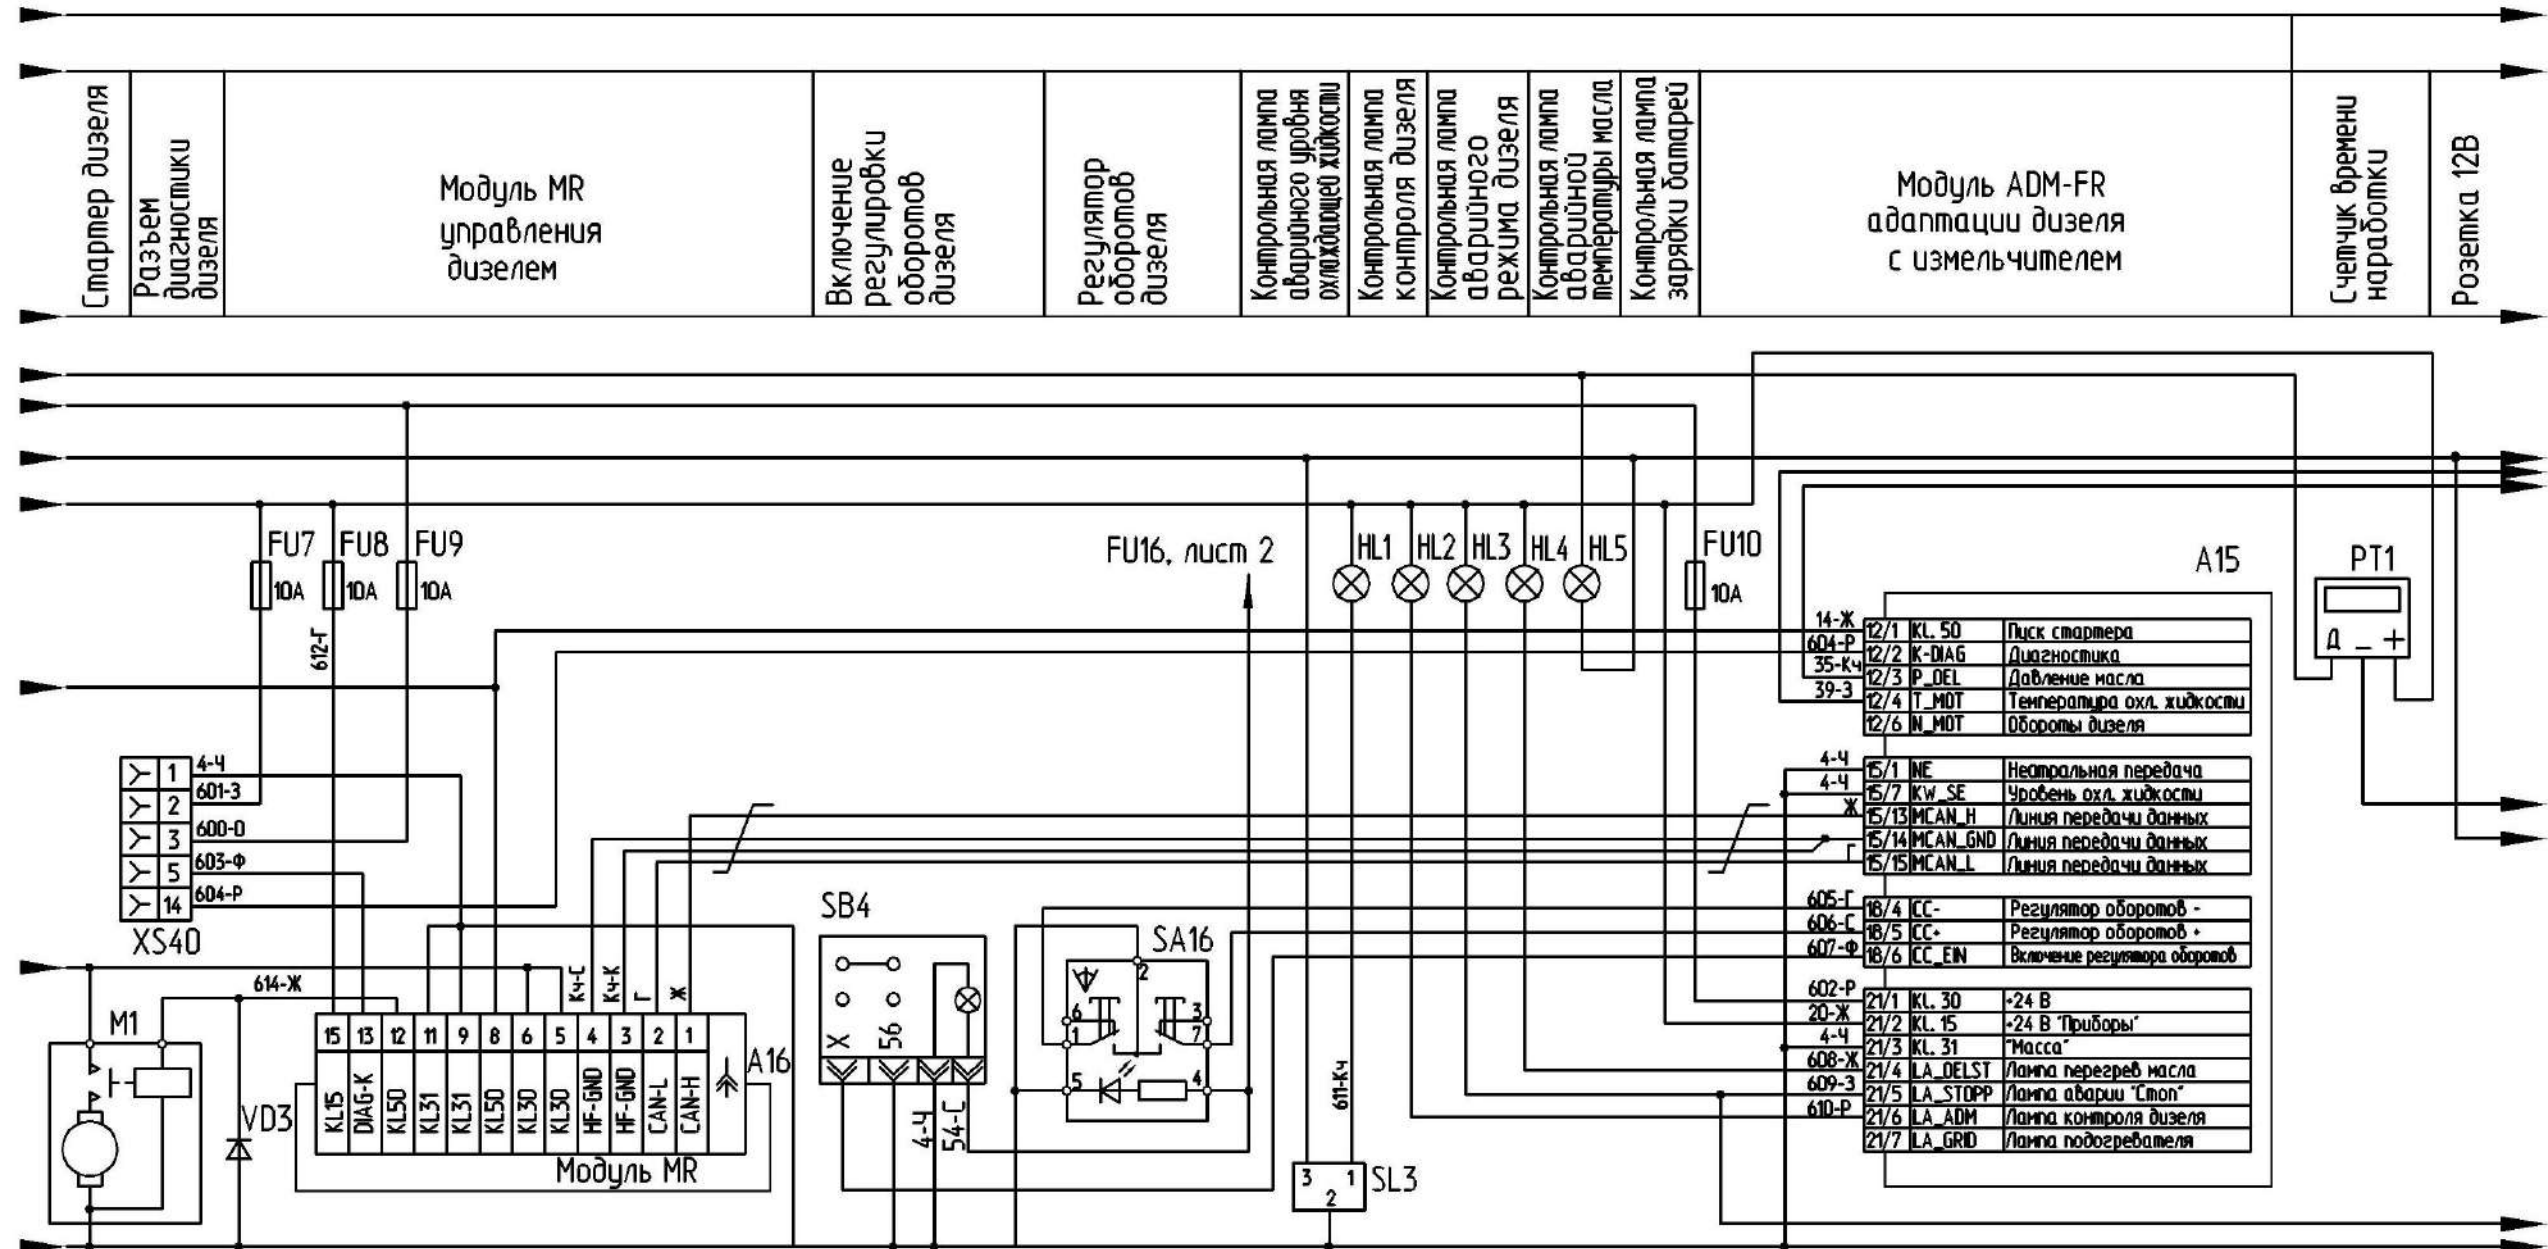 Стартер дизеля
Разъем
диагностики
дизеля
Модуль MR
управления
дизелем
Включение
регулировки
оборотов
дизеля
Регулятор
оборотов
дизеля
Контрольная лампа
аварийного уровня
охлаждающей жидкости
Контрольная лампа
контроля дизеля
Контрольная лампа
аварийного
режима дизеля
Контрольная лампа
аварийной
температуры масла
Контрольная лампа
зарядки батарей
Модуль ADM-FR
адаптации дизеля
с измельчителем
Счетчик времени
наработки
Розетка 12В
FU7
10А
FU8
10А
FU9
10А
612-Г
FU16, лист 2
HL1
HL2
HL3
HL4
HL5
FU10
10А
A15
PT1
Д – +
14-Ж
12/1 KL. 50 Пуск стартера
604-Р
12/2 K-DIAG Диагностика
35-Кч
12/3 P_OEL Давление масла
39-З
12/4 T_MOT Температура охл. жидкости
12/6 N_MOT Обороты дизеля
4-Ч
15/1 NE Неатральная передача
4-Ч
15/7 KW_SE Уровень охл. жидкости
Ж
15/13 MCAN_H Линия передачи данных
15/14 MCAN_GND Линия передачи данных
Г
15/15 MCAN_L Линия передачи данных
605-Г
18/4 CC- Регулятор оборотов -
606-С
18/5 CC+ Регулятор оборотов +
607-Ф
18/6 CC_EIN Включение регулятора оборотов
602-Р
21/1 KL. 30 +24 В
20-Ж
21/2 KL. 15 +24 В "Приборы"
4-Ч
21/3 KL. 31 "Масса"
608-Ж
21/4 LA_OELST Лампа перегрев масла
609-З
21/5 LA_STOPP Лампа аварии "Стоп"
610-Р
21/6 LA_ADM Лампа контроля дизеля
21/7 LA_GRID Лампа подогревателя
1 4-Ч
2 601-З
3 600-О
5 603-Ф
14 604-Р
XS40
614-Ж
M1
VD3
Кч-С
Кч-К
Г
Ж
15 13 12 11 9 8 6 5 4 3 2 1
KL15
DIAG-K
KL50
KL31
KL31
KL50
KL30
KL30
HF-GND
HF-GND
CAN-L
CAN-H
A16
Модуль MR
SB4
X
56
4-Ч
54-С
SA16
2
6
1
3
7
5
4
611-Кч
3 1
2
SL3